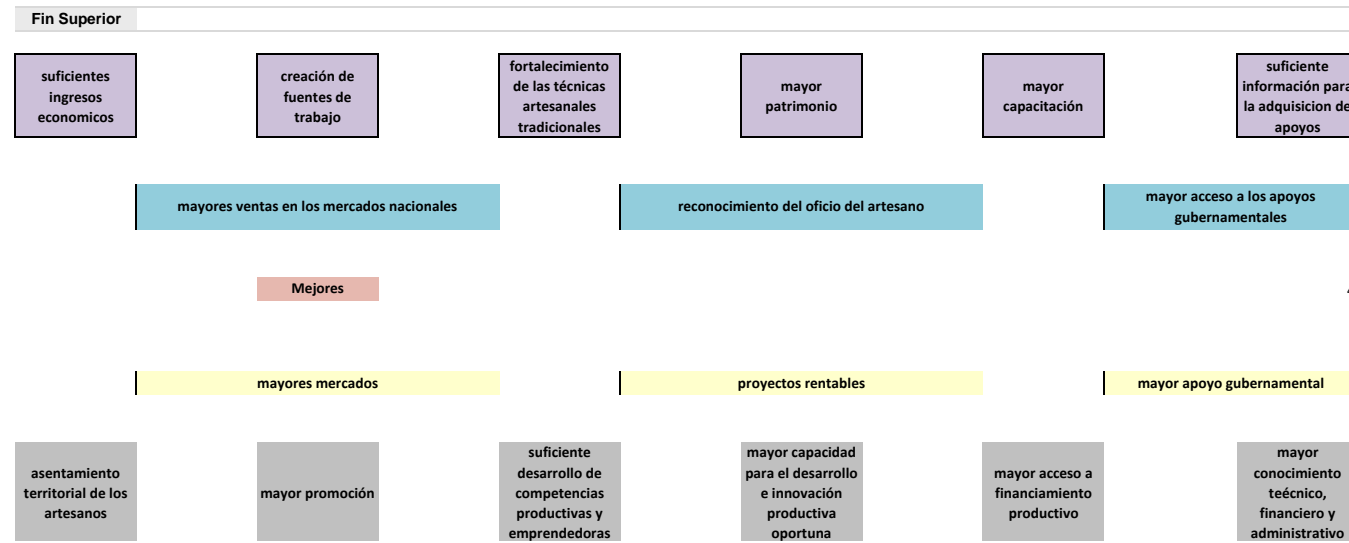 Fin Superior
suficientes
ingresos
economicos
creación de
fuentes de
trabajo
fortalecimiento
de las técnicas
artesanales
tradicionales
mayor
patrimonio
mayor
capacitación
suficiente
información para
la adquisicion de
apoyos
mayores ventas en los mercados nacionales
reconocimiento del oficio del artesano
mayor acceso a los apoyos
gubernamentales
Mejores
mayores mercados
proyectos rentables
mayor apoyo gubernamental
asentamiento
territorial de los
artesanos
mayor promoción
suficiente
desarrollo de
competencias
productivas y
emprendedoras
mayor capacidad
para el desarrollo
e innovación
productiva
oportuna
mayor acceso a
financiamiento
productivo
mayor
conocimiento
teécnico,
financiero y
administrativo